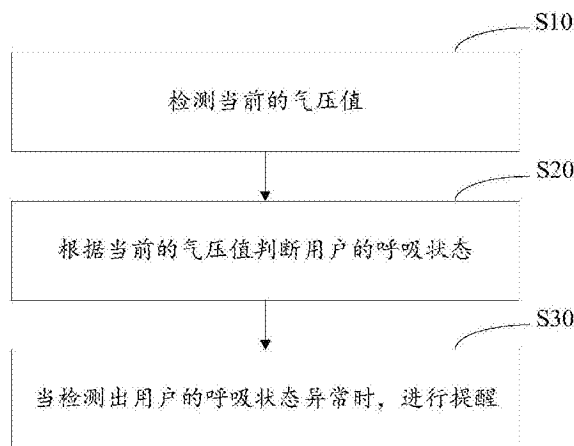 S10
检测当前的气压值
S20
根据当前的气压值判断用户的呼吸状态
S30
当检测出用户的呼吸状态异常时，进行提醒